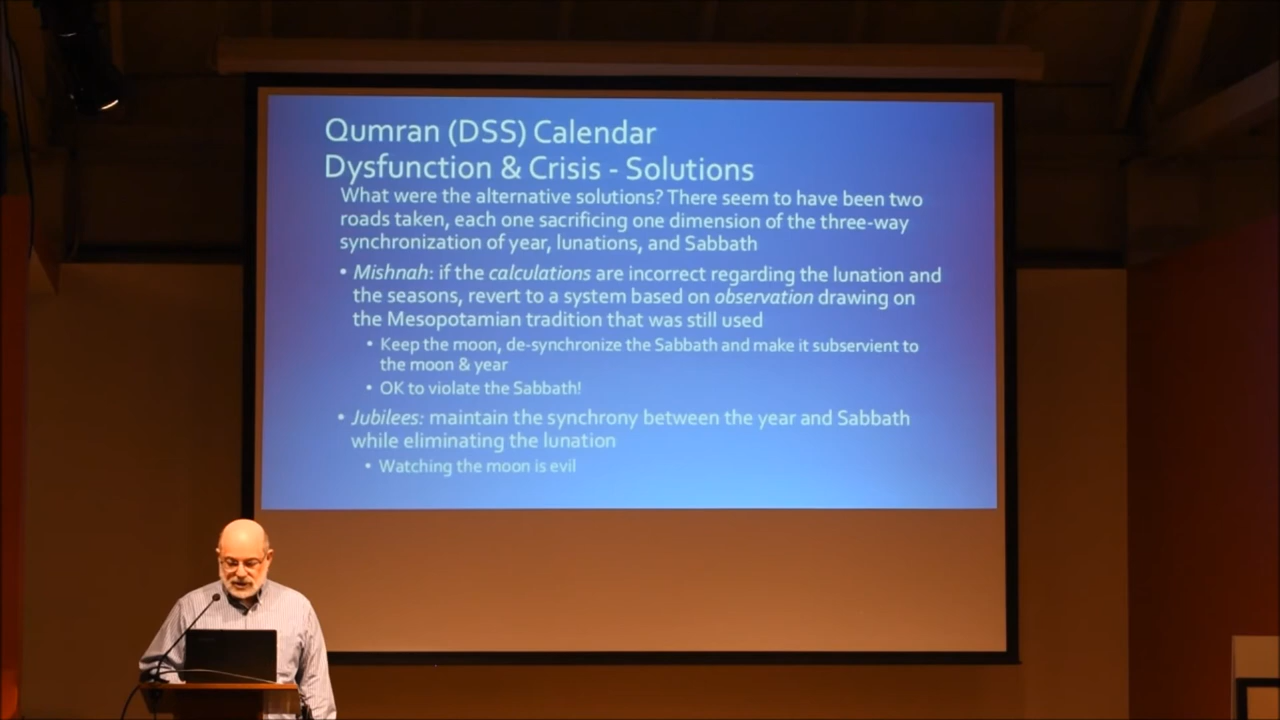 Qumran (DSS) Calendar
Dysfunction & Crisis - Solutions
What were the alternative solutions? There seem to have been two
roads taken, each one sacrificing one dimension of the three-way
synchronization of year, lunations, and Sabbath
• Mishnah: if the calculations are incorrect regarding the lunation and
the seasons, revert to a system based on observation drawing on
the Mesopotamian tradition that was still used
• Keep the moon, de-synchronize the Sabbath and make it subservient to
the moon & year
• OK to violate the Sabbath!
• Jubilees: maintain the synchrony between the year and Sabbath
while eliminating the lunation
• Watching the moon is evil